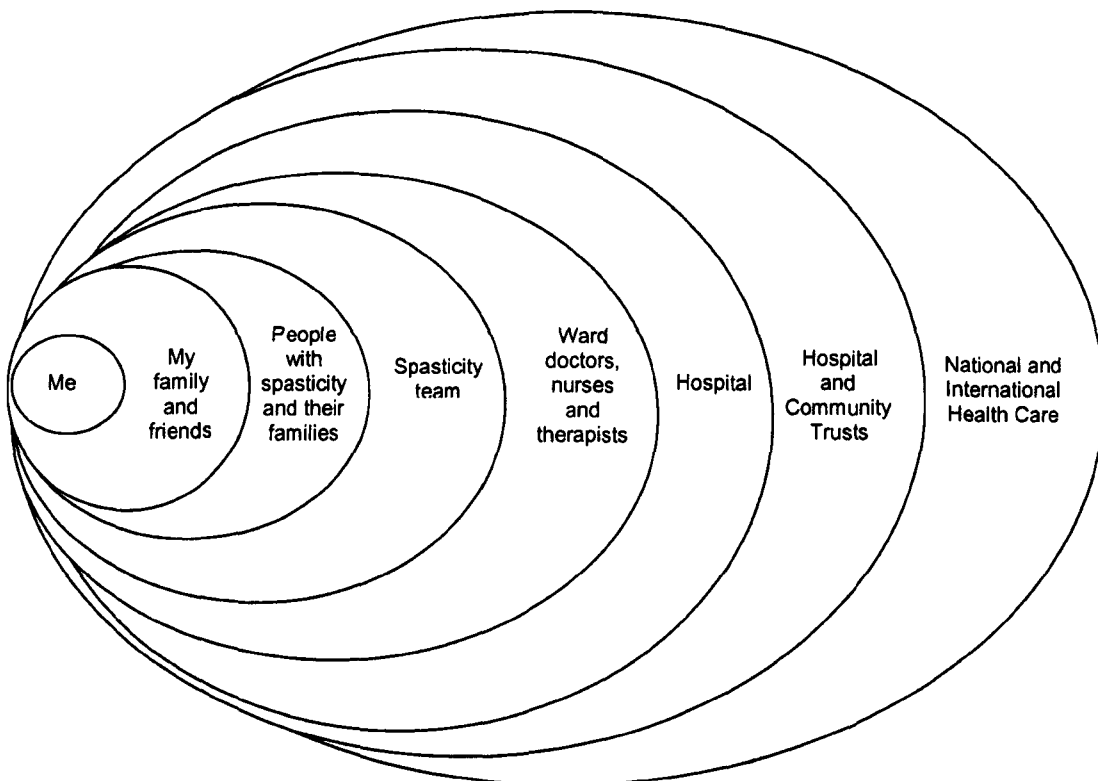 Me
My
family
and
friends
People
with
spasticity
and their
families
Spasticity
team
Ward
doctors,
nurses
and
therapists
Hospital
Hospital
and
Community
Trusts
National and
International
Health Care